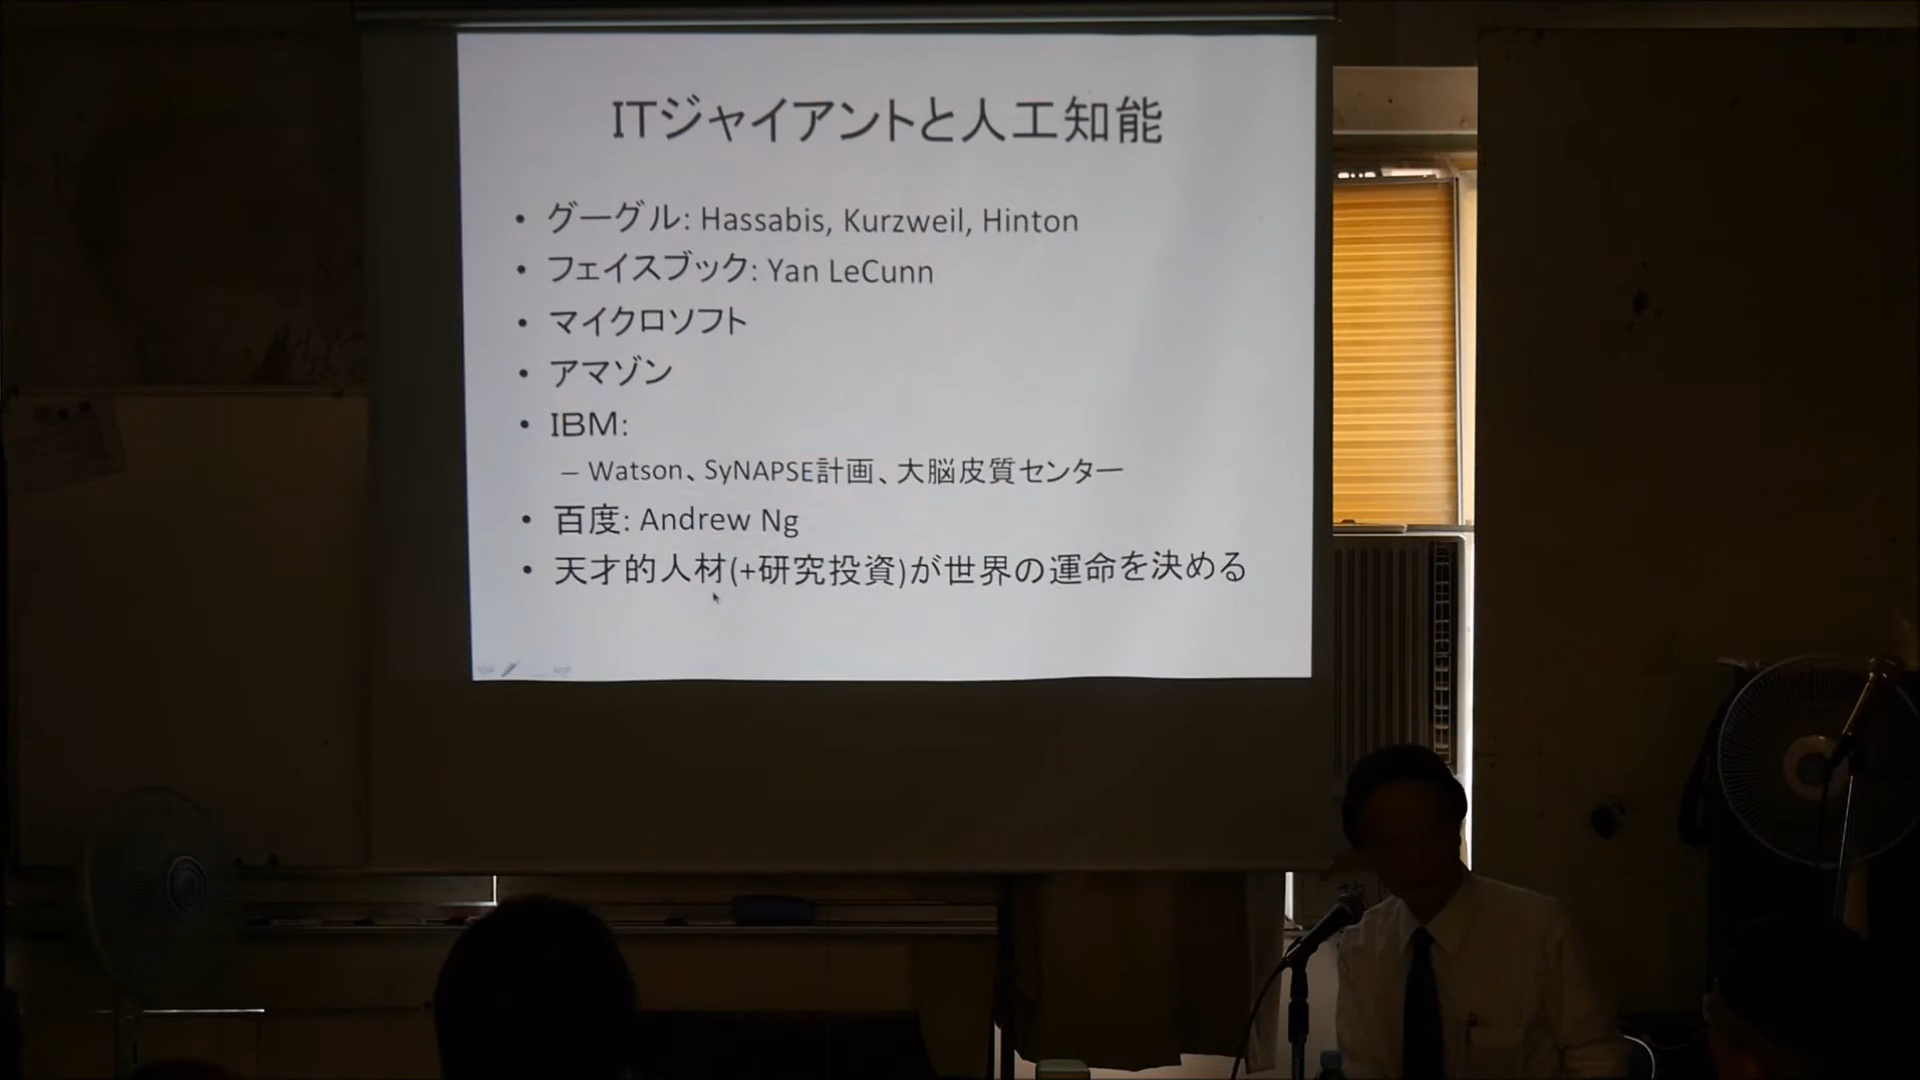 ITジャイアントと人工知能
• グーグル: Hassabis, Kurzweil, Hinton
• フェイスブック: Yan LeCunn
• マイクロソフト
• アマゾン
• IBM:
– Watson、SyNAPSE計画、大脳皮質センター
• 百度: Andrew Ng
• 天才的人材(+研究投資)が世界の運命を決める